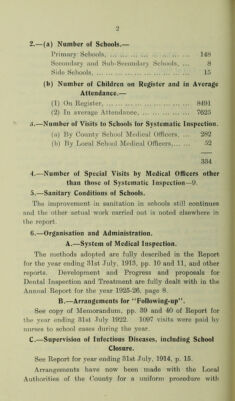 2
2.—(a) Number of Schools.—
Primary Schools, ... ... ... ... ... ... ... 148
Secondary and Sub-Secondary Schools, ... 8
Side Schools, ... ... ... ... ... ... ... 15
(b) Number of Children on Register and in Average
Attendance.—
(1) On Register, ... ... ... ... ... ... ... 8491
(2) In average Attendance, ... ... ... ... 7623
3.—Number of Visits to Schools for Systematic Inspection.
(a) By County School Medical Officers, ... 282
(b) By Local School Medical Officers, ... ... 52
334
4.—Number of Special Visits by Medical Officers other
than those of Systematic Inspection—9.
5.—Sanitary Conditions of Schools.
The improvement in sanitation in schools still continues
and the other actual work carried out is noted elsewhere in
the report.
6.—Organisation and Administration.
A.—System of Medical Inspection.
The methods adopted are fully described in the Report
for the year ending 31st July, 1913, pp. 10 and 11, and other
reports. Development and Progress and proposals for
Dental Inspection and Treatment are fully dealt with in the
Annual Report for the year 1925-26, page 8.
B.—Arrangements for "Following-up".
See copy of Memorandum, pp. 39 and 40 of Report for
the year ending 31st July 1922. 1097 visits were paid by
nurses to school cases during the year.
C.—Supervision of Infectious Diseases, including School
Closure.
See Report for year ending 31st July, 1914, p. 15.
Arrangements have now been made with the Local
Authorities of the County for a uniform procedure with